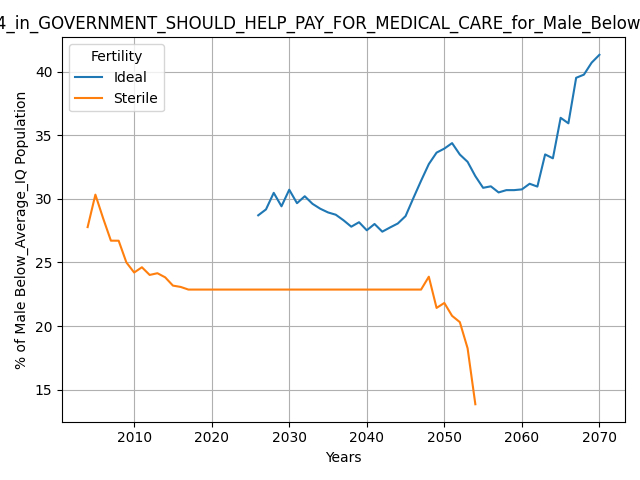 4_in_GOVERNMENT_SHOULD_HELP_PAY_FOR_MEDICAL_CARE_for_Male_Below
Fertility
Ideal
Sterile
% of Male Below_Average_IQ Population
40
35
30
25
20
15
2010 2020 2030 2040 2050 2060 2070
Years